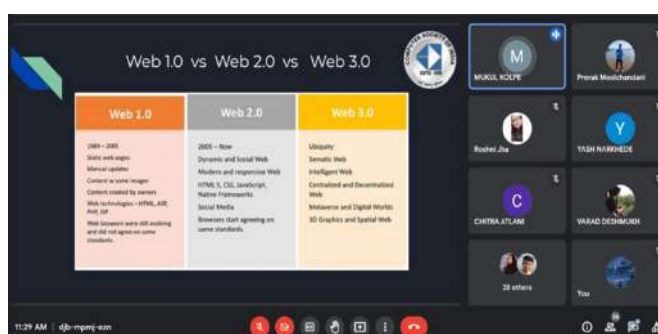 Web 1.0 vs Web 2.0 vs Web 3.0
COMPUTER SOCIETY OF INDIA
Web 1.0
1989 – 2005
Static web pages
Manual updates
Content w some images
Content created by owners
Web technologies – HTML, ASP,
PHP, JSP
Web browsers were still evolving
and did not agree on same
standards.
Web 2.0
2005 – Now
Dynamic and Social Web
Modern and responsive Web
HTML 5, CSS, JavaScript,
Native Frameworks
Social Media
Browsers start agreeing on
same standards.
Web 3.0
Ubiquity
Sematic Web
Intelligent Web
Centralized and Decentralized
Web
Metaverse and Digital Worlds
3D Graphics and Spatial Web
M
MUKUL KOLPE
Prerak Moolchandani
Roshni Jha
Y
YASH NARKHEDE
C
CHITRA ATLANI
VARAD DESHMUKH
28 others
You
11:29 AM | djb-mpmj-ezn